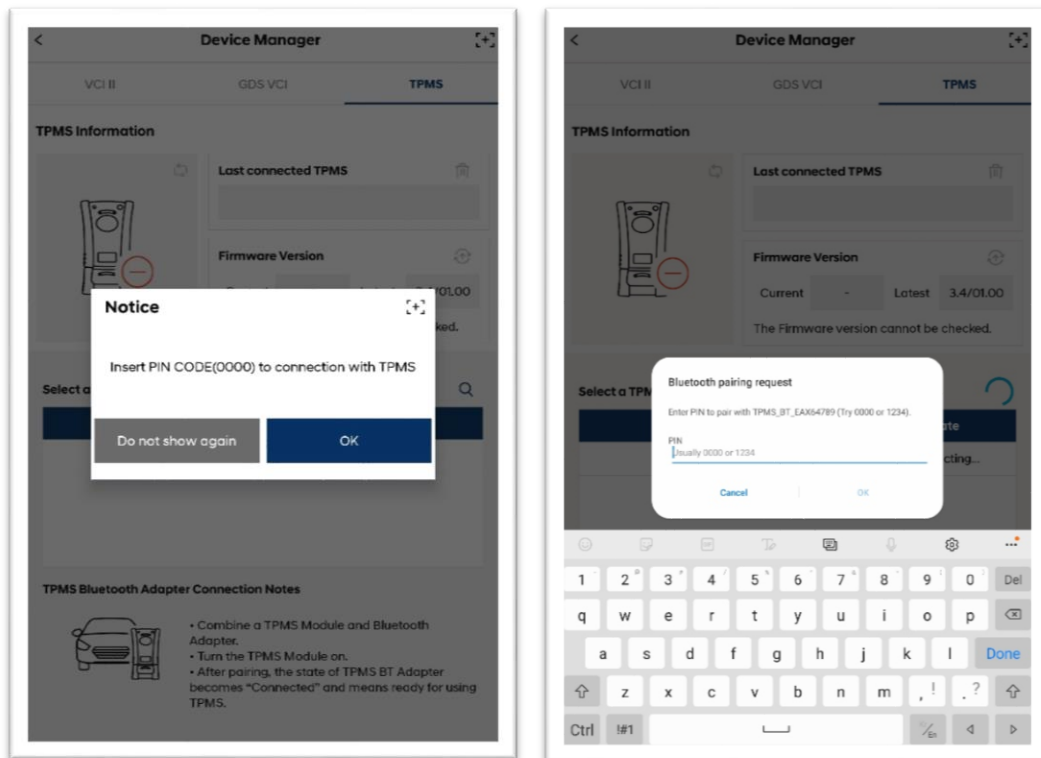 Device Manager
VCI II GDS VCI TPMS
TPMS Information
Last connected TPMS
Firmware Version
01.00
Notice
ked.
Insert PIN CODE(0000) to connection with TPMS
Select a
Do not show again OK
TPMS Bluetooth Adapter Connection Notes
• Combine a TPMS Module and Bluetooth
Adapter.
• Turn the TPMS Module on.
• After pairing, the state of TPMS BT Adapter
becomes "Connected" and means ready for using
TPMS.
Device Manager
VCI II GDS VCI TPMS
TPMS Information
Last connected TPMS
Firmware Version
Current - Latest 3.4/01.00
The Firmware version cannot be checked.
Bluetooth pairing request
Select a TPM
Enter PIN to pair with TPMS_BT_EAX64789 (Try 0000 or 1234).
ate
PIN
Usually 0000 or 1234
cting...
Cancel OK
1 2 3 4 5 6 7 8 9 0 Del
q w e r t y u i o p
a s d f g h j k l Done
z x c v b n m , ! . ?
Ctrl !#1 En